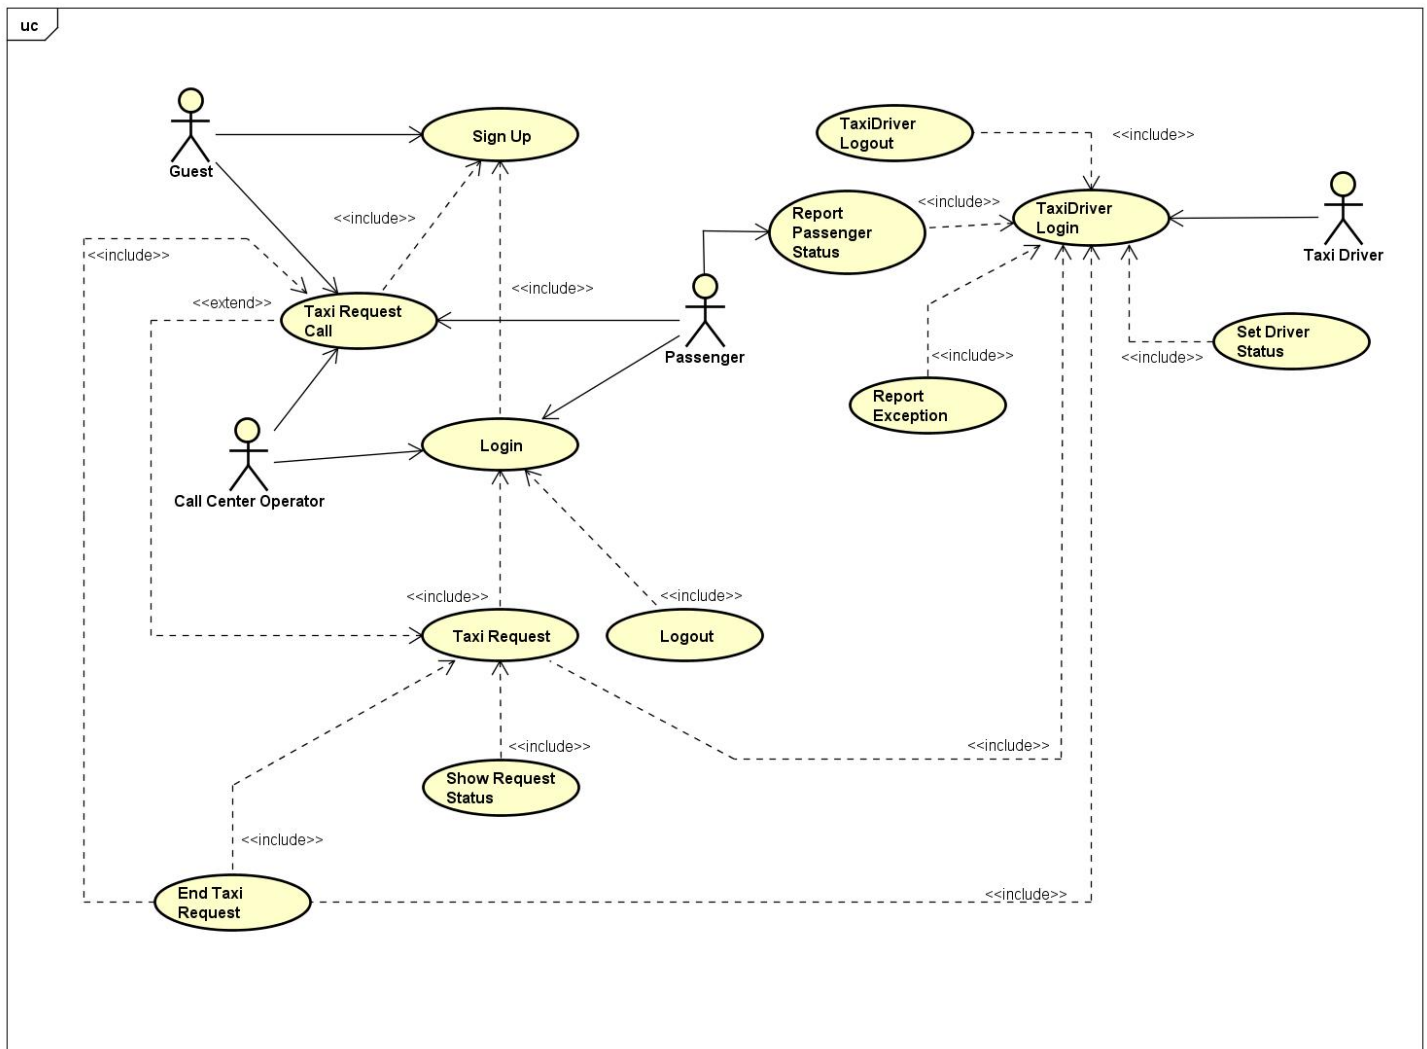 uc
Sign Up
TaxiDriver
Logout
<<include>>
Guest
<<include>>
Report
Passenger
Status
<<include>>
TaxiDriver
Login
Taxi Driver
<<include>>
<<extend>>
<<include>>
Taxi Request
Call
Passenger
Set Driver
Status
<<include>>
<<include>>
Report
Exception
Login
Call Center Operator
<<include>>
<<include>>
Taxi Request
Logout
<<include>>
<<include>>
Show Request
Status
<<include>>
End Taxi
Request
<<include>>